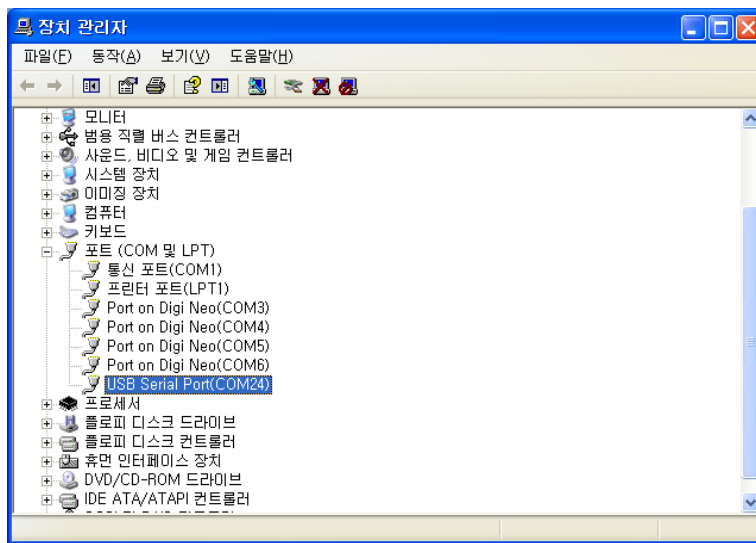 장치 관리자
파일(F) 동작(A) 보기(V) 도움말(H)
모니터
범용 직렬 버스 컨트롤러
사운드, 비디오 및 게임 컨트롤러
시스템 장치
이미징 장치
컴퓨터
키보드
포트 (COM 및 LPT)
통신 포트(COM1)
프린터 포트(LPT1)
Port on Digi Neo(COM3)
Port on Digi Neo(COM4)
Port on Digi Neo(COM5)
Port on Digi Neo(COM6)
USB Serial Port(COM24)
프로세서
플로피 디스크 드라이브
플로피 디스크 컨트롤러
휴먼 인터페이스 장치
DVD/CD-ROM 드라이브
IDE ATA/ATAPI 컨트롤러